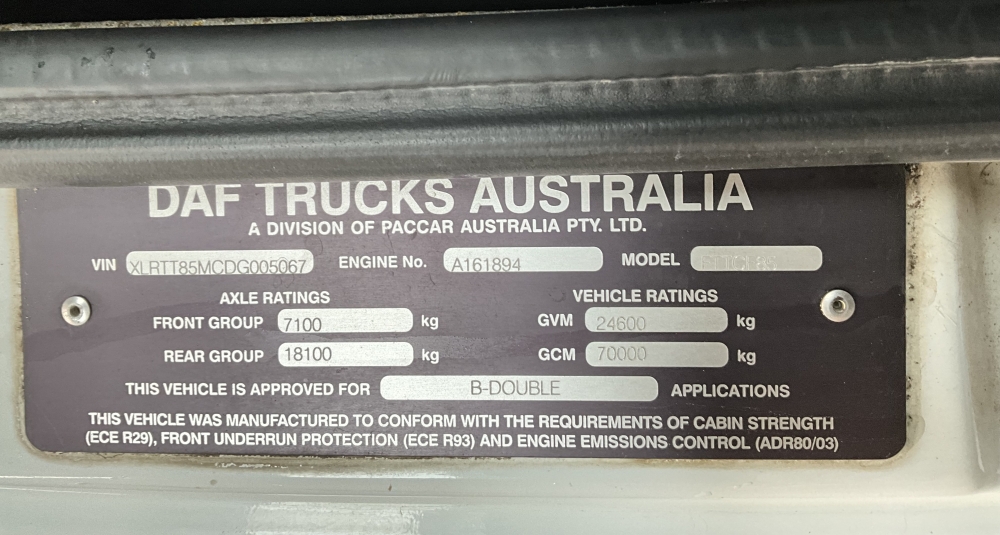 DAF TRUCKS AUSTRALIA
A DIVISION OF PACCAR AUSTRALIA PTY. LTD.
VIN XLRTT85MCDG005067 ENGINE No. A161894 MODEL
AXLE RATINGS VEHICLE RATINGS
FRONT GROUP 7100 kg GVM 24600 kg
REAR GROUP 18100 kg GCM 70000 kg
THIS VEHICLE IS APPROVED FOR B-DOUBLE APPLICATIONS
THIS VEHICLE WAS MANUFACTURED TO CONFORM WITH THE REQUIREMENTS OF CABIN STRENGTH
(ECE R29), FRONT UNDERRUN PROTECTION (ECE R93) AND ENGINE EMISSIONS CONTROL (ADR80/03)